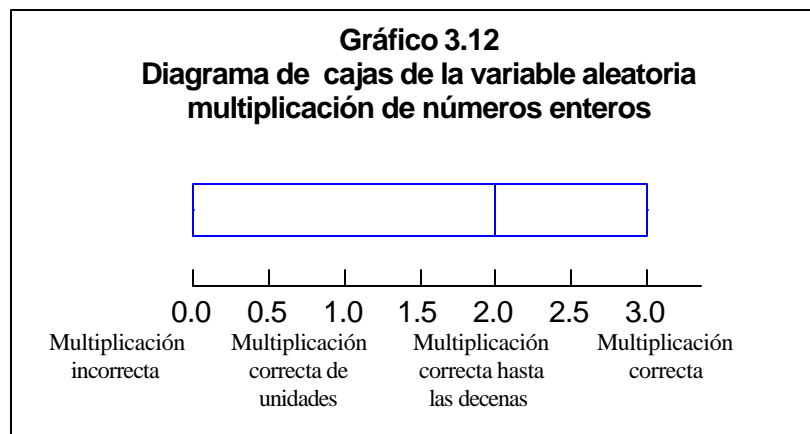 Gráfico 3.12
Diagrama de cajas de la variable aleatoria
multiplicación de números enteros
0.0 0.5 1.0 1.5 2.0 2.5 3.0
Multiplicación incorrecta
Multiplicación correcta de unidades
Multiplicación correcta hasta las decenas
Multiplicación correcta